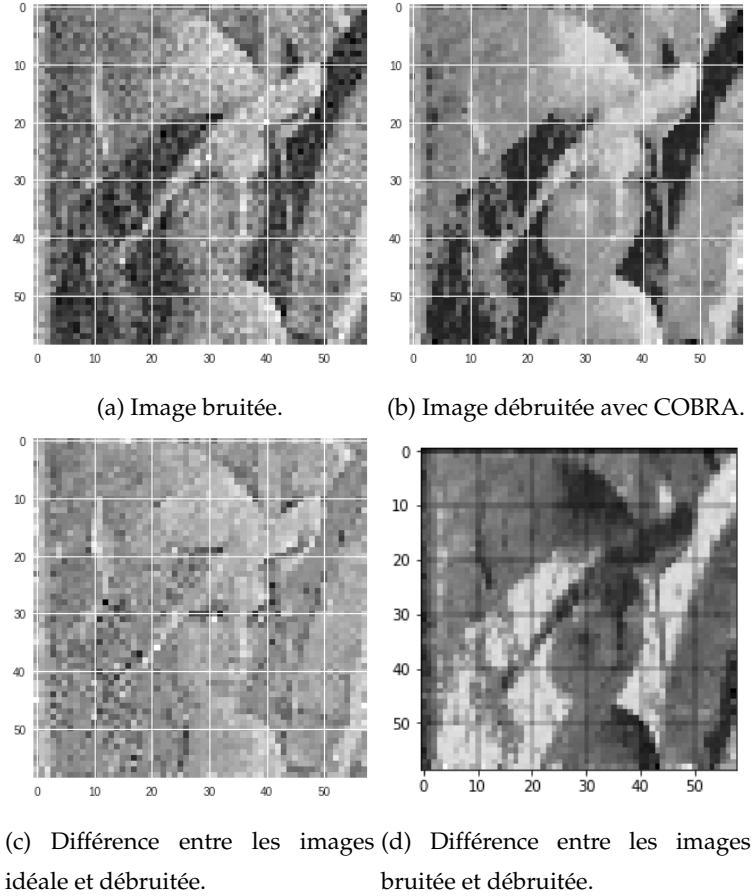 0
10
20
30
40
50
0 10 20 30 40 50
0
10
20
30
40
50
0 10 20 30 40 50
(a) Image bruitée.
(b) Image débruitée avec COBRA.
0
10
20
30
40
50
0 10 20 30 40 50
0
10
20
30
40
50
0 10 20 30 40 50
(c) Différence entre les images
idéale et débruitée.
(d) Différence entre les images
bruitée et débruitée.